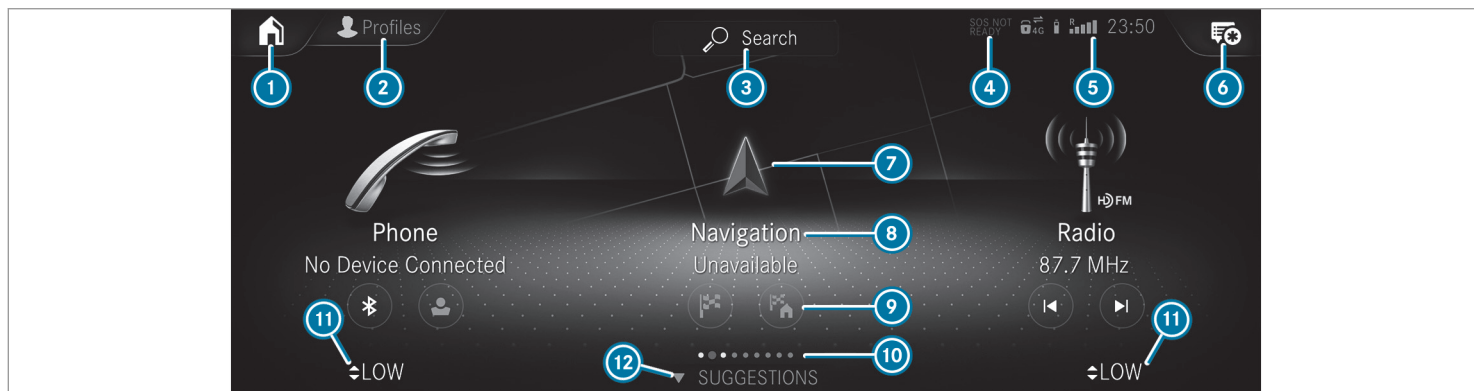 Profiles
Search
SOS NOT
READY
4G
R
23:50
1
2
3
4
5
6
7
HD FM
Phone
Navigation
8
Radio
No Device Connected
Unavailable
87.7 MHz
9
11
11
10
12
LOW
SUGGESTIONS
LOW